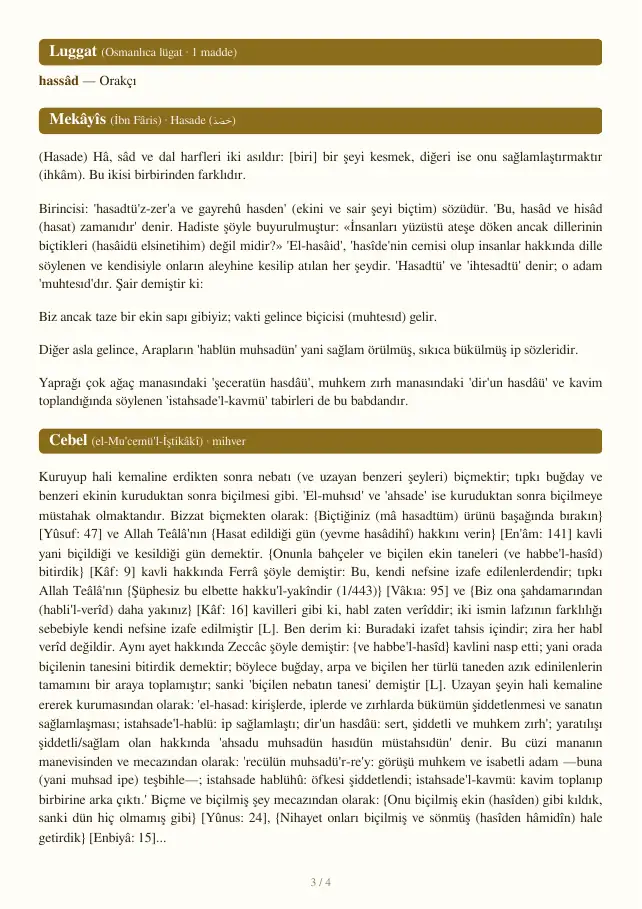 Luggat (Osmanlıca lügat · 1 madde)
hassâd — Orakçı
Mekâyîs (İbn Fâris) · Hasade (حَصَدَ)
(Hasade) Hâ, sâd ve dal harfleri iki asıldır: [biri] bir şeyi kesmek, diğeri ise onu sağlamlaştırmaktır
(ihkâm). Bu ikisi birbirinden farklıdır.
Birincisi: 'hasadtü'z-zer'a ve gayrehû hasden' (ekini ve sair şeyi biçtim) sözüdür. 'Bu, hasâd ve hisâd
(hasat) zamanıdır' denir. Hadiste şöyle buyurulmuştur: «İnsanları yüzüstü ateşe döken ancak dillerinin
biçtikleri (hasâidü elsinetihim) değil midir?» 'El-hasâid', 'hasîde'nin cemisi olup insanlar hakkında dille
söylenen ve kendisiyle onların aleyhine kesilip atılan her şeydir. 'Hasadtü' ve 'ihtesadtü' denir; o adam
'muhtesıd'dır. Şair demiştir ki:
Biz ancak taze bir ekin sapı gibiyiz; vakti gelince biçicisi (muhtesıd) gelir.
Diğer asla gelince, Arapların 'hablün muhsadün' yani sağlam örülmüş, sıkıca bükülmüş ip sözleridir.
Yaprağı çok ağaç manasındaki 'şeceratün hasdâü', muhkem zırh manasındaki 'dir'un hasdâü' ve kavim
toplandığında söylenen 'istahsade'l-kavmü' tabirleri de bu babdandır.
Cebel (el-Mu'cemü'l-İştikâkî) · mihver
Kuruyup hali kemaline erdikten sonra nebatı (ve uzayan benzeri şeyleri) biçmektir; tıpkı buğday ve
benzeri ekinin kuruduktan sonra biçilmesi gibi. 'El-muhsıd' ve 'ahsade' ise kuruduktan sonra biçilmeye
müstahak olmaktandır. Bizzat biçmekten olarak: {Biçtiğiniz (mâ hasadtüm) ürünü başağında bırakın}
[Yûsuf: 47] ve Allah Teâlâ'nın {Hasat edildiği gün (yevme hasâdihî) hakkını verin} [En'âm: 141] kavli
yani biçildiği ve kesildiği gün demektir. {Onunla bahçeler ve biçilen ekin taneleri (ve habbe'l-hasîd)
bitirdik} [Kâf: 9] kavli hakkında Ferrâ şöyle demiştir: Bu, kendi nefsine izafe edilenlerdendir; tıpkı
Allah Teâlâ'nın {Şüphesiz bu elbette hakku'l-yakîndir (1/443)} [Vâkıa: 95] ve {Biz ona şahdamarından
(habli'l-verîd) daha yakınız} [Kâf: 16] kavilleri gibi ki, habl zaten verîddir; iki ismin lafzının farklılığı
sebebiyle kendi nefsine izafe edilmiştir [L]. Ben derim ki: Buradaki izafet tahsis içindir; zira her habl
verîd değildir. Aynı ayet hakkında Zeccâc şöyle demiştir: {ve habbe'l-hasîd} kavlini nasp etti; yani orada
biçilenin tanesini bitirdik demektir; böylece buğday, arpa ve biçilen her türlü taneden azık edinilenlerin
tamamını bir araya toplamıştır; sanki 'biçilen nebatın tanesi' demiştir [L]. Uzayan şeyin hali kemaline
ererek kurumasından olarak: 'el-hasad: kirişlerde, iplerde ve zırhlarda bükümün şiddetlenmesi ve sanatın
sağlamlaşması; istahsade'l-hablü: ip sağlamlaştı; dir'un hasdâü: sert, şiddetli ve muhkem zırh'; yaratılışı
şiddetli/sağlam olan hakkında 'ahsadu muhsadün hasıdün müstahsıdün' denir. Bu cüzi mananın
manevisinden ve mecazından olarak: 'recülün muhsadü'r-re'y: görüşü muhkem ve isabetli adam —buna
(yani muhsad ipe) teşbihle—; istahsade hablühû: öfkesi şiddetlendi; istahsade'l-kavmü: kavim toplanıp
birbirine arka çıktı.' Biçme ve biçilmiş şey mecazından olarak: {Onu biçilmiş ekin (hasîden) gibi kıldık,
sanki dün hiç olmamış gibi} [Yûnus: 24], {Nihayet onları biçilmiş ve sönmüş (hasîden hâmidîn) hale
getirdik} [Enbiyâ: 15]...
3 / 4